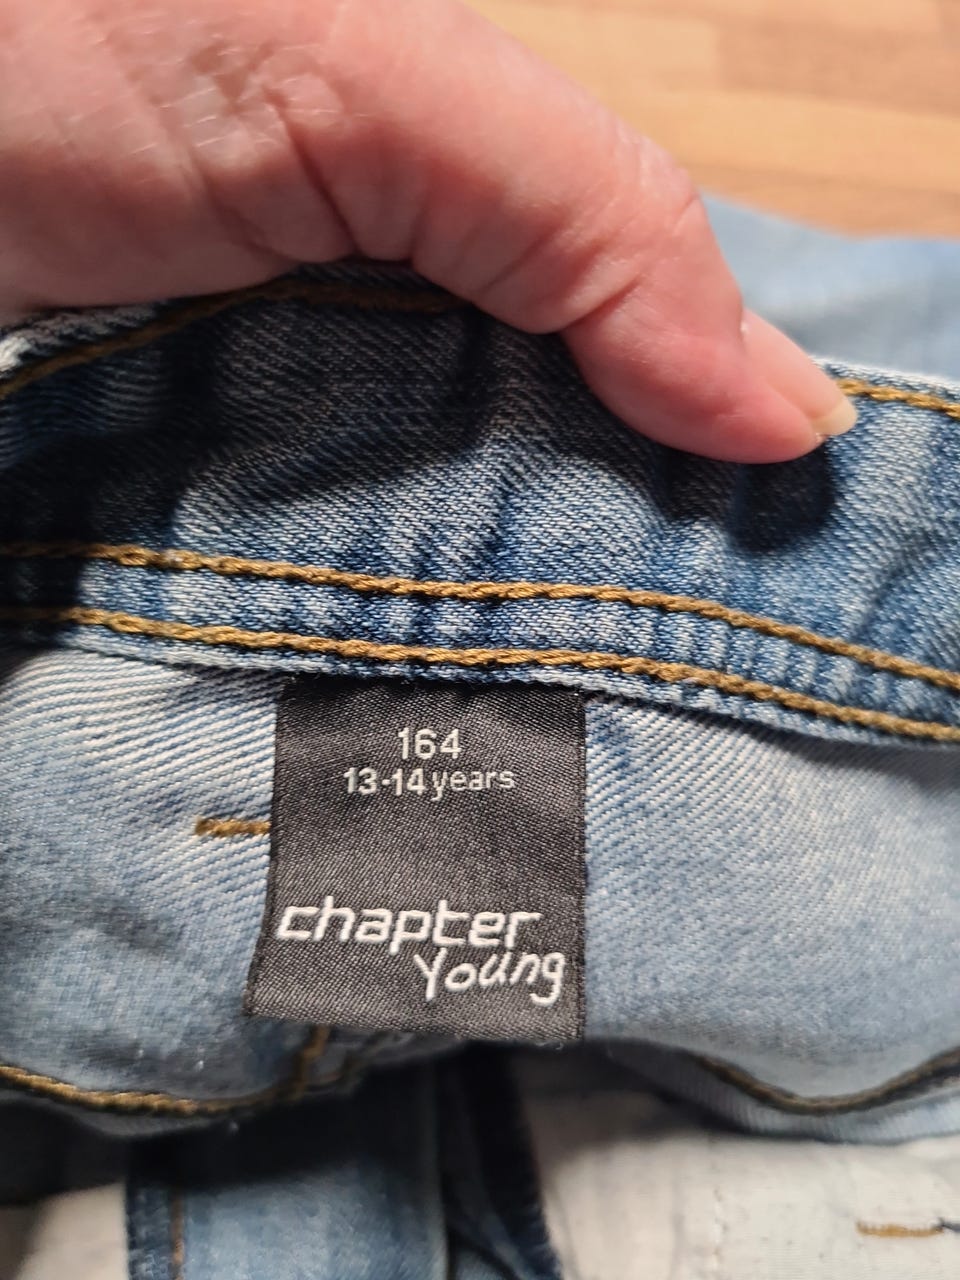 164
13-14 years
chapter
Young